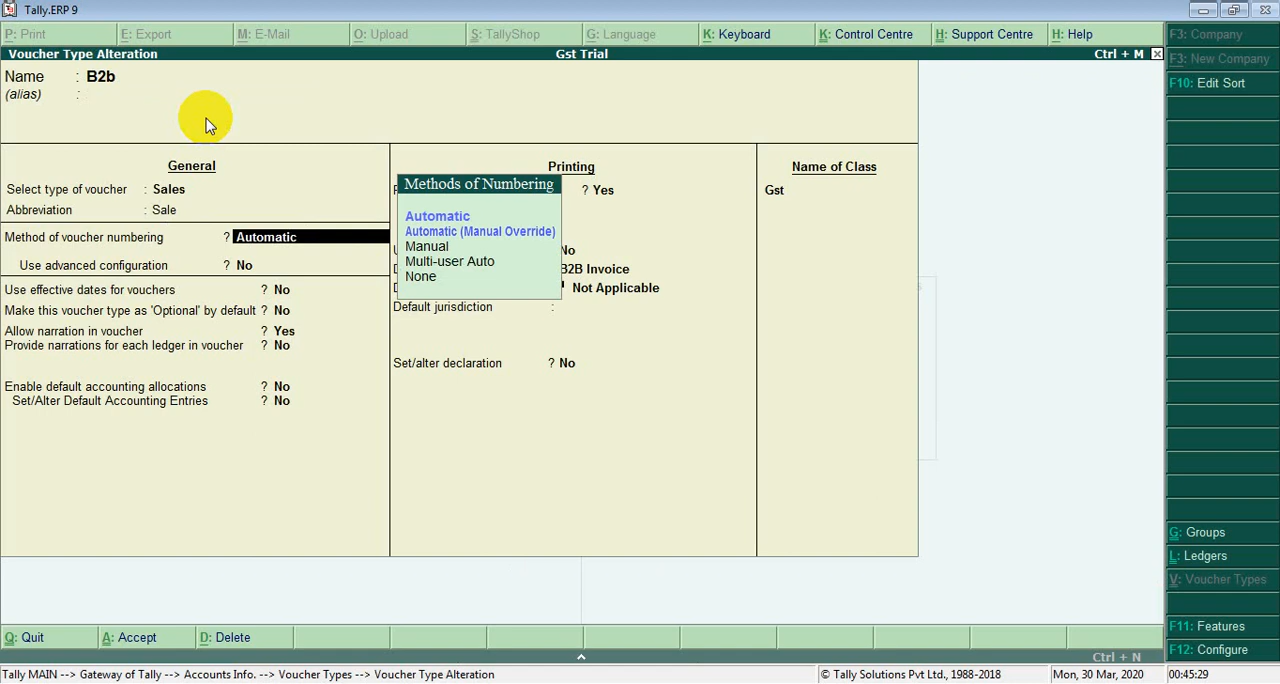 Tally.ERP 9
P: Print
E: Export
M: E-Mail
O: Upload
S: TallyShop
G: Language
K: Keyboard
K: Control Centre
H: Support Centre
H: Help
F3: Company
Voucher Type Alteration
Gst Trial
Ctrl + M
F3: New Company
Name : B2b
(alias) :
F10: Edit Sort
General
Select type of voucher : Sales
Abbreviation : Sale
Method of voucher numbering ? Automatic
Use advanced configuration ? No
Use effective dates for vouchers ? No
Make this voucher type as 'Optional' by default ? No
Allow narration in voucher ? Yes
Provide narrations for each ledger in voucher ? No
Enable default accounting allocations ? No
Set/Alter Default Accounting Entries ? No
Printing
? Yes
Methods of Numbering
Automatic
Automatic (Manual Override)
Manual
Multi-user Auto
None
No
B2B Invoice
Not Applicable
Default jurisdiction :
Set/alter declaration ? No
Name of Class
Gst
G: Groups
L: Ledgers
V: Voucher Types
F11: Features
F12: Configure
Q: Quit
A: Accept
D: Delete
Ctrl + N
Tally MAIN --> Gateway of Tally --> Accounts Info. --> Voucher Types --> Voucher Type Alteration
© Tally Solutions Pvt Ltd., 1988-2018
Mon, 30 Mar, 2020
00:45:29